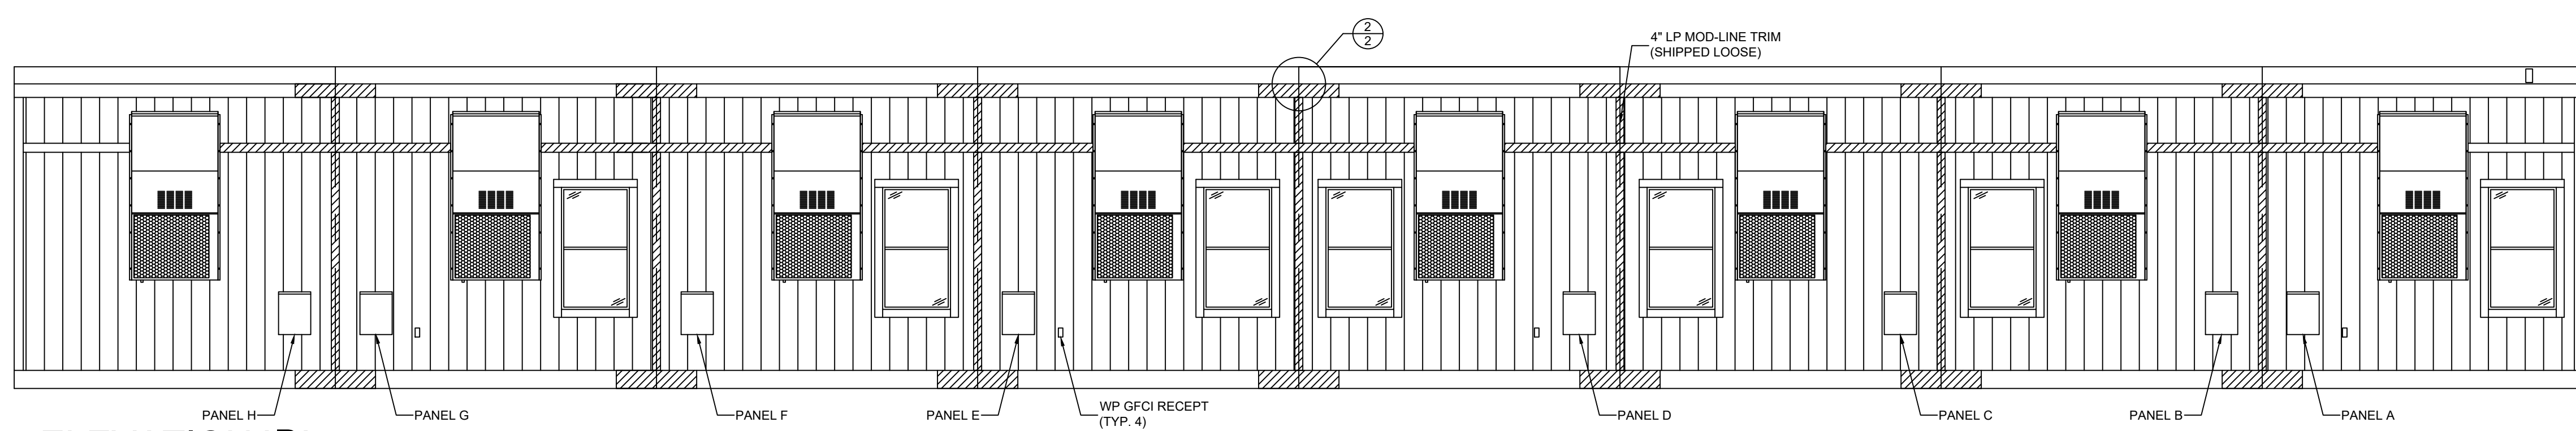 2
2
4" LP MOD-LINE TRIM
(SHIPPED LOOSE)
PANEL H
PANEL G
PANEL F
PANEL E
WP GFCI RECEPT
(TYP. 4)
PANEL D
PANEL C
PANEL B
PANEL A